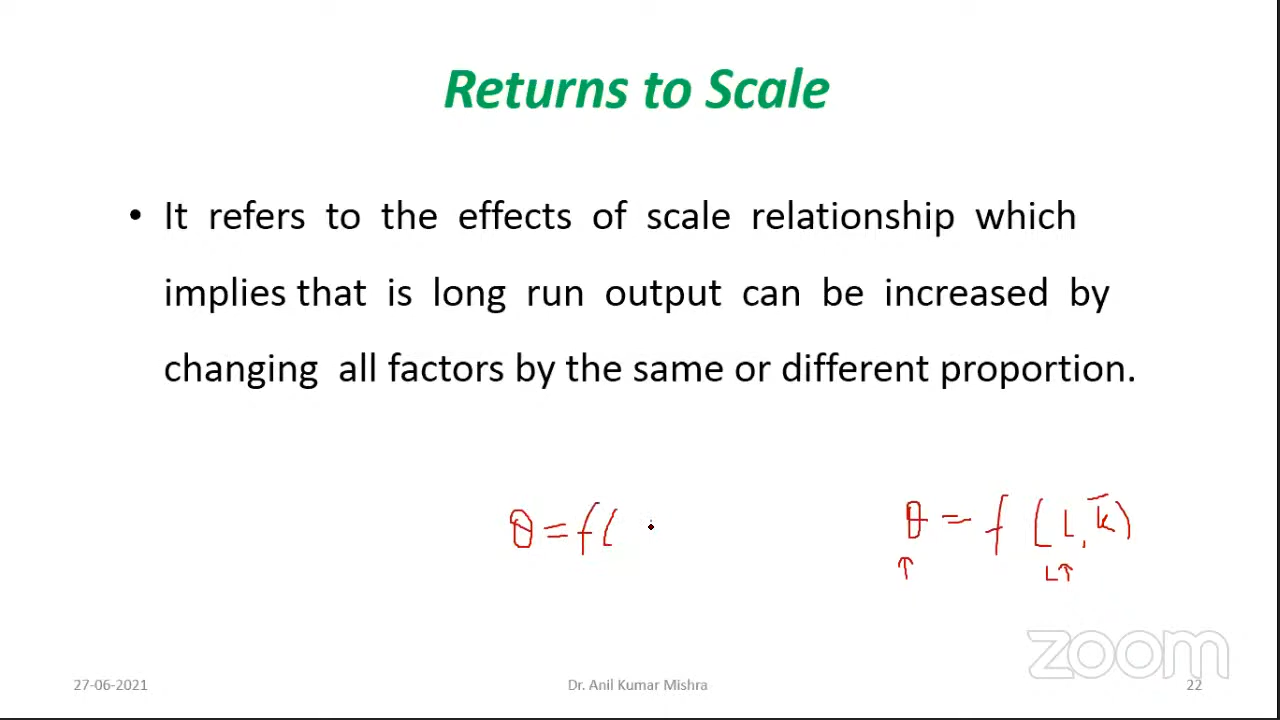 Returns to Scale
• It refers to the effects of scale relationship which
implies that is long run output can be increased by
changing all factors by the same or different proportion.
θ = f(
θ = f (L, k̅)
↑ L↑
zoom
27-06-2021 Dr. Anil Kumar Mishra 22